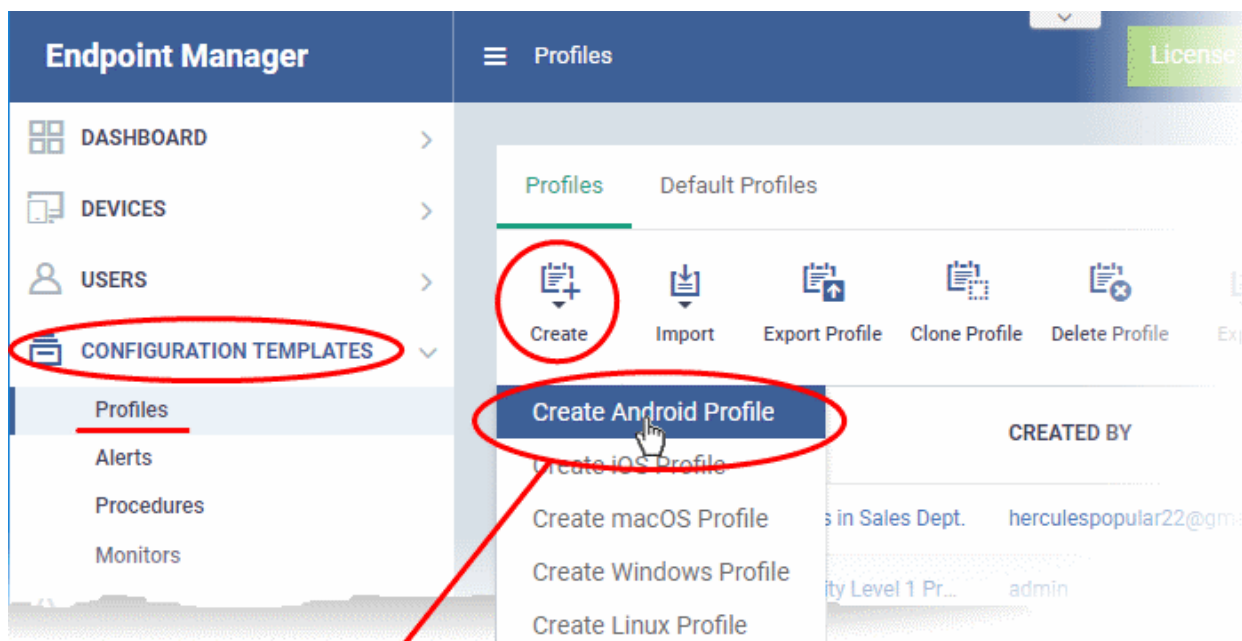 Endpoint Manager
Profiles
License
DASHBOARD
DEVICES
USERS
CONFIGURATION TEMPLATES
Profiles
Alerts
Procedures
Monitors
Profiles Default Profiles
Create Import Export Profile Clone Profile Delete Profile
Create Android Profile
Create iOS Profile
Create macOS Profile
Create Windows Profile
Create Linux Profile
CREATED BY
s in Sales Dept. herculespopular22@gm
ity Level 1 Pr... admin